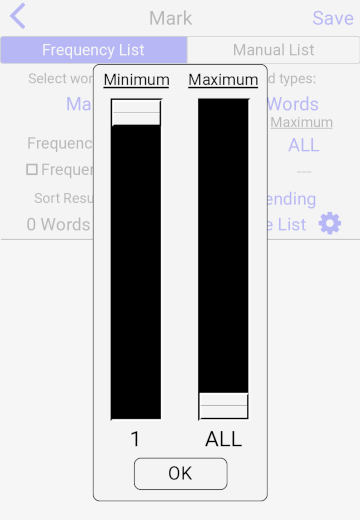 Mark
Save
Frequency List
Manual List
Select wor
d types:
Minimum
Maximum
Ma
Words
Maximum
Frequenc
ALL
Frequer
---
Sort Resu
ending
0 Words
e List
1
ALL
OK